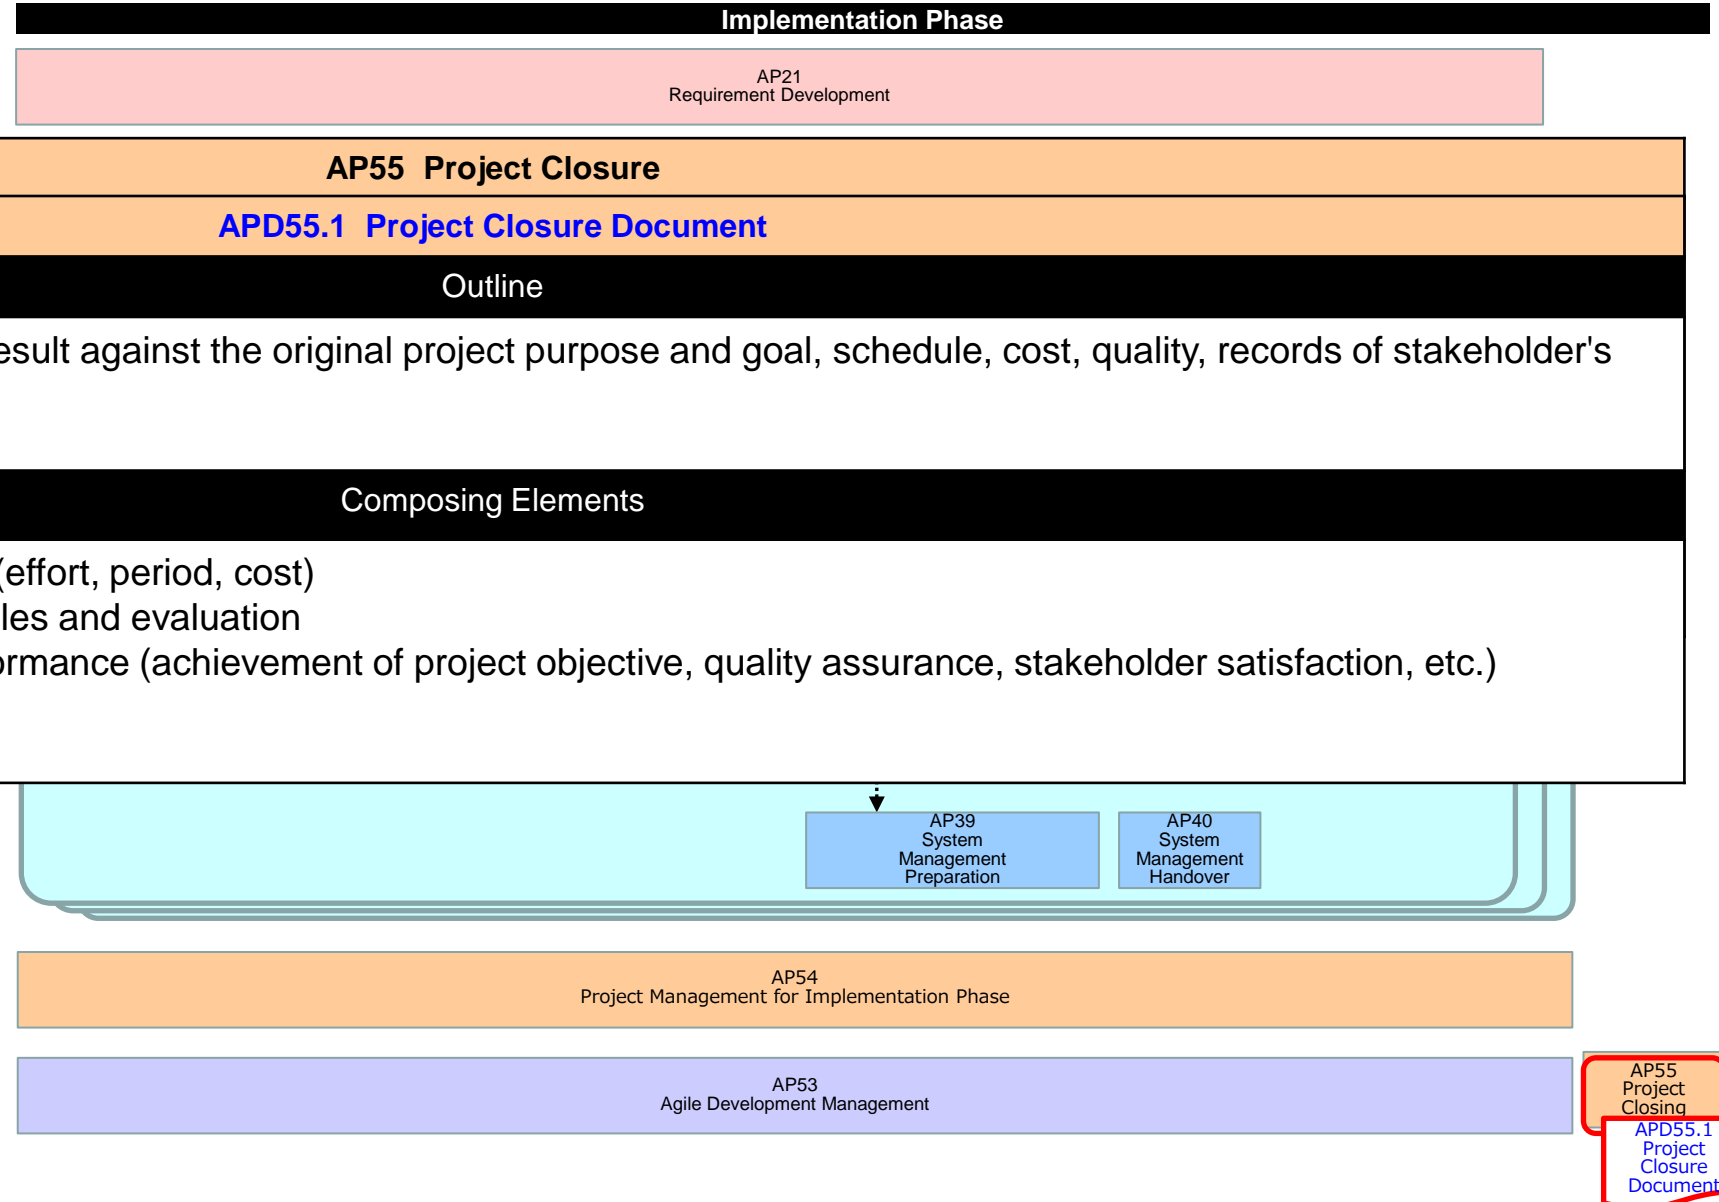 Implementation Phase
AP21
Requirement Development
AP55 Project Closure
APD55.1 Project Closure Document
Outline
esult against the original project purpose and goal, schedule, cost, quality, records of stakeholder's
Composing Elements
(effort, period, cost)
les and evaluation
ormance (achievement of project objective, quality assurance, stakeholder satisfaction, etc.)
AP39
System
Management
Preparation
AP40
System
Management
Handover
AP54
Project Management for Implementation Phase
AP53
Agile Development Management
AP55
Project
Closing
APD55.1
Project
Closure
Document